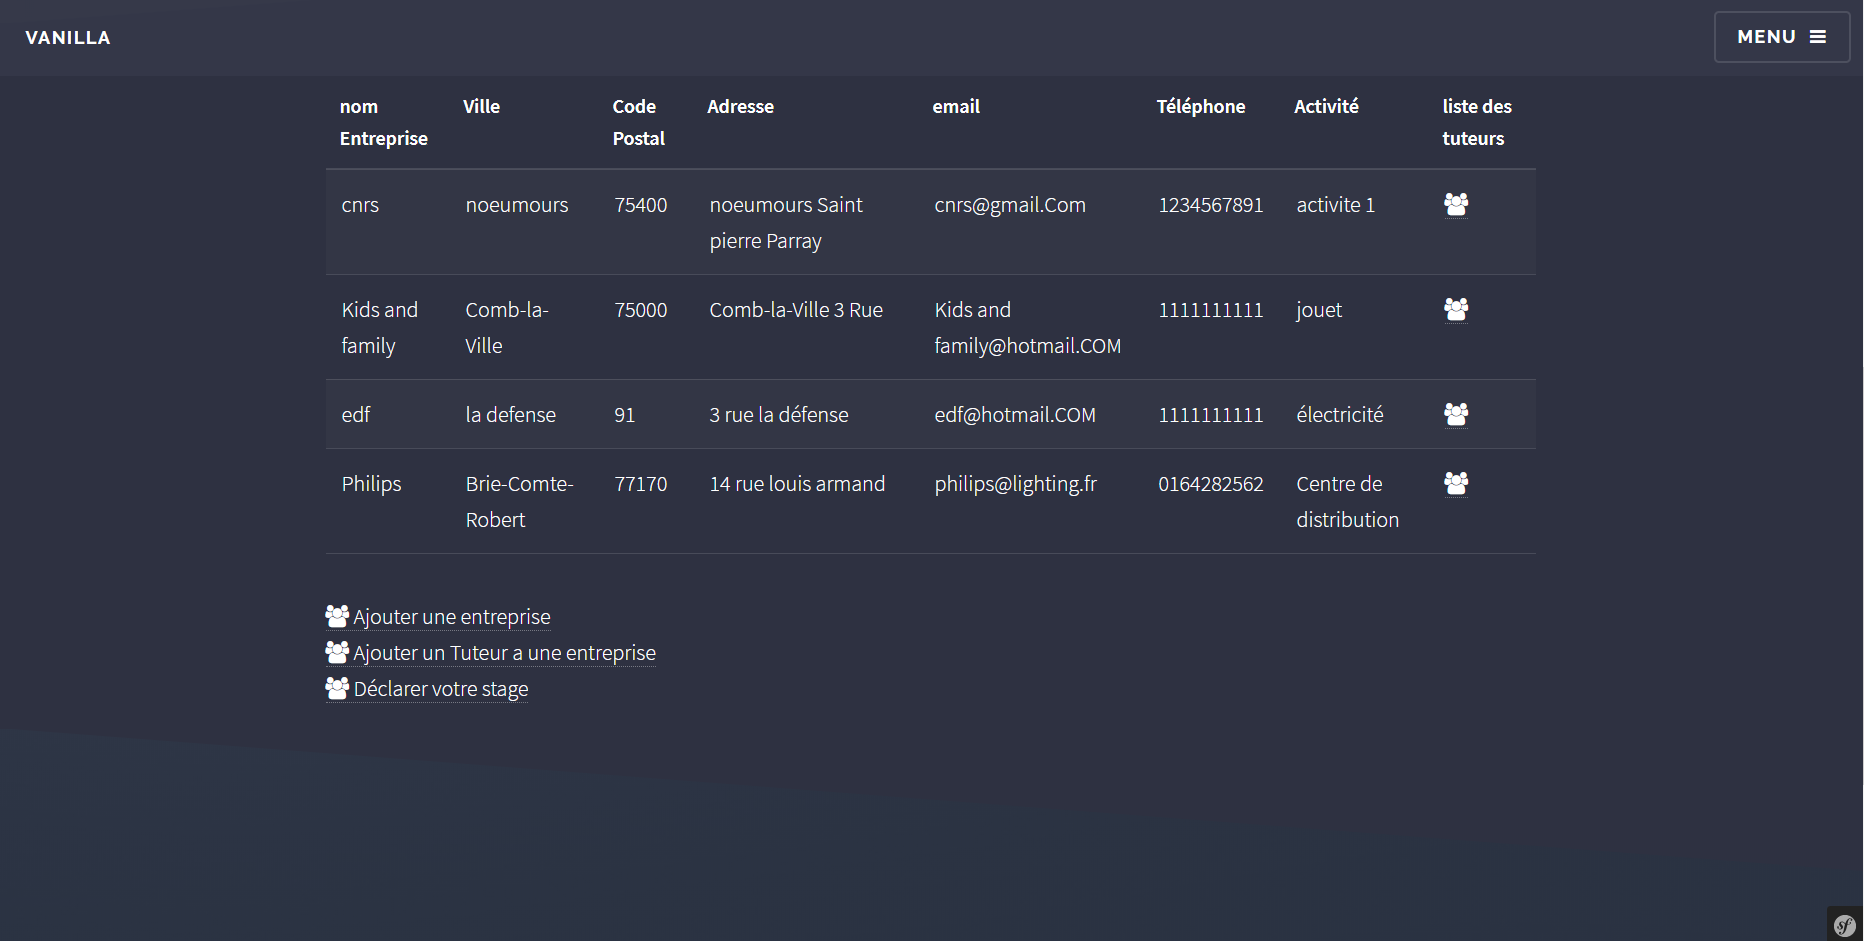 VANILLA
MENU
nom Entreprise Ville Code Postal Adresse email Téléphone Activité liste des tuteurs
cnrs noeumours 75400 noeumours Saint pierre Parray cnrs@gmail.Com 1234567891 activite 1
Kids and family Comb-la-Ville 75000 Comb-la-Ville 3 Rue Kids and family@hotmail.COM 1111111111 jouet
edf la defense 91 3 rue la défense edf@hotmail.COM 1111111111 électricité
Philips Brie-Comte-Robert 77170 14 rue louis armand philips@lighting.fr 0164282562 Centre de distribution
Ajouter une entreprise
Ajouter un Tuteur a une entreprise
Déclarer votre stage
sf